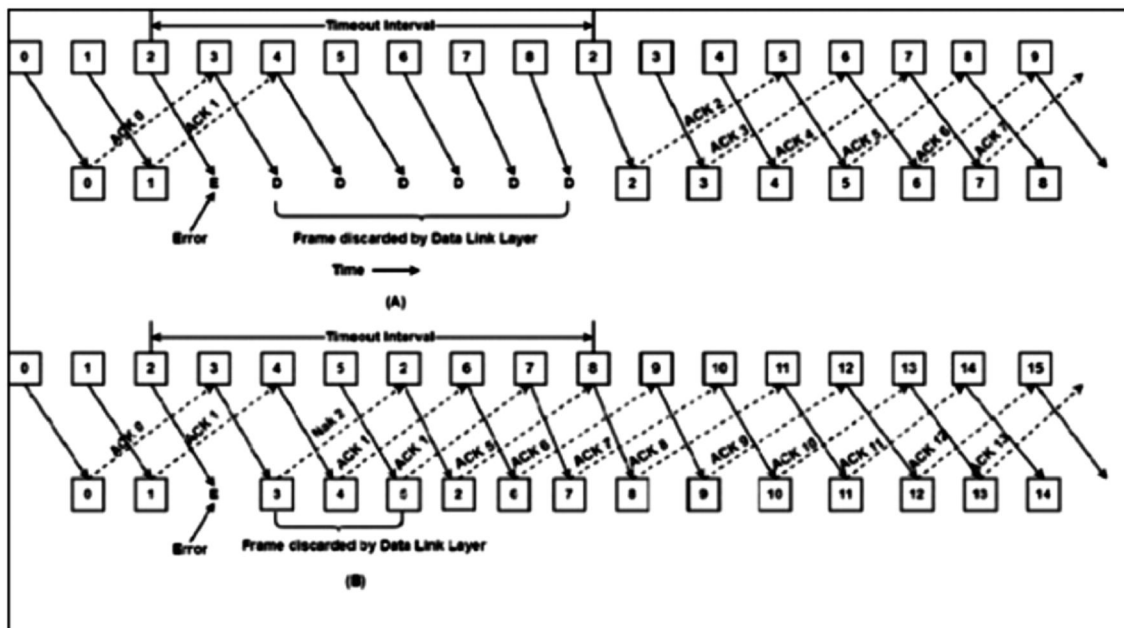 Timeout Interval
0 1 2 3 4 5 6 7 8 2 3 4 5 6 7 8 9
ACK 0 ACK 1 ACK 2 ACK 3 ACK 4 ACK 5 ACK 6 ACK 7
0 1 E D D D D D D 2 3 4 5 6 7 8
Error
Frame discarded by Data Link Layer
Time
(A)
Timeout Interval
0 1 2 3 4 5 2 6 7 8 9 10 11 12 13 14 15
ACK 0 ACK 1 Nak 2 ACK 1 ACK 1 ACK 5 ACK 6 ACK 7 ACK 8 ACK 9 ACK 10 ACK 11 ACK 12 ACK 13
0 1 E 3 4 5 2 6 7 8 9 10 11 12 13 14
Error
Frame discarded by Data Link Layer
(B)